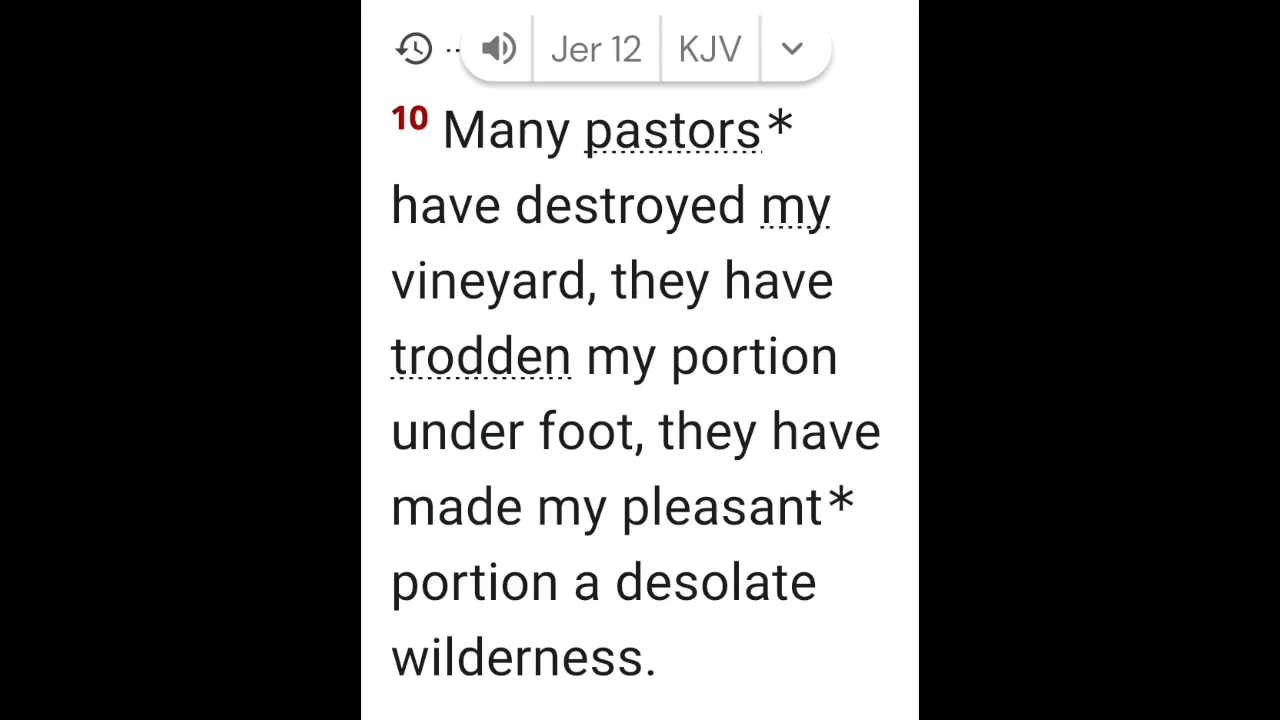 .. Jer 12 KJV
10 Many pastors*
have destroyed my
vineyard, they have
trodden my portion
under foot, they have
made my pleasant*
portion a desolate
wilderness.